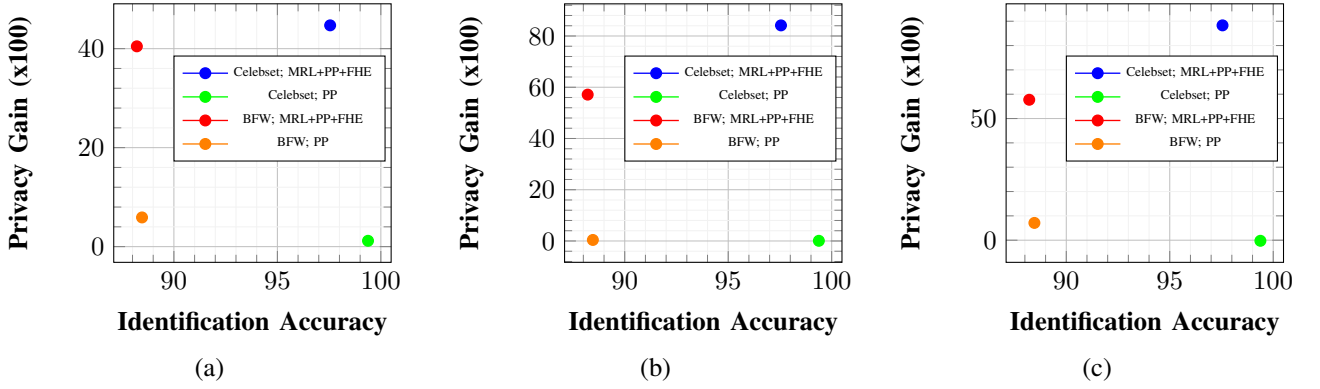 Privacy Gain (x100)
40
20
0
90
95
100
Celebset; MRL+PP+FHE
Celebset; PP
BFW; MRL+PP+FHE
BFW; PP
Identification Accuracy
(a)
Privacy Gain (x100)
80
60
40
20
0
90
95
100
Celebset; MRL+PP+FHE
Celebset; PP
BFW; MRL+PP+FHE
BFW; PP
Identification Accuracy
(b)
Privacy Gain (x100)
50
0
90
95
100
Celebset; MRL+PP+FHE
Celebset; PP
BFW; MRL+PP+FHE
BFW; PP
Identification Accuracy
(c)